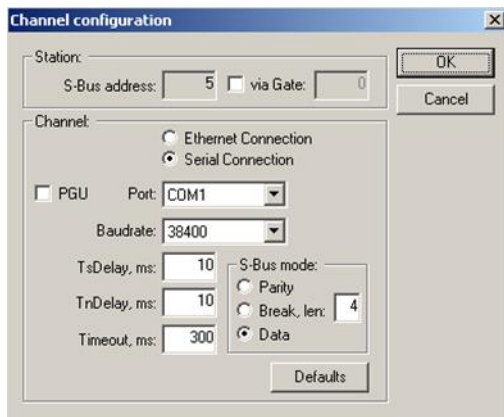 Channel configuration
Station:
S-Bus address: 5 via Gate: 0
OK
Cancel
Channel:
Ethernet Connection
Serial Connection
PGU Port: COM1
Baudrate: 38400
TsDelay, ms: 10
TnDelay, ms: 10
Timeout, ms: 300
S-Bus mode:
Parity
Break, len: 4
Data
Defaults